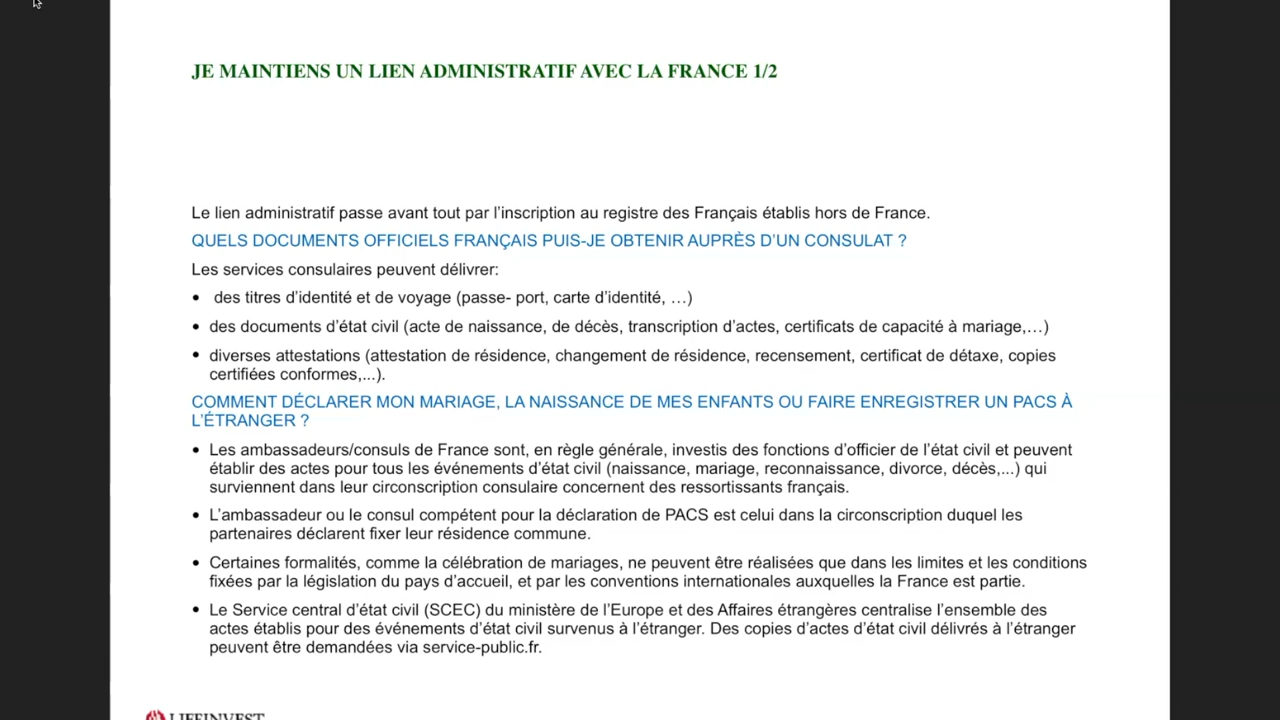 JE MAINTIENS UN LIEN ADMINISTRATIF AVEC LA FRANCE 1/2
Le lien administratif passe avant tout par l’inscription au registre des Français établis hors de France.
QUELS DOCUMENTS OFFICIELS FRANÇAIS PUIS-JE OBTENIR AUPRÈS D’UN CONSULAT ?
Les services consulaires peuvent délivrer:
• des titres d’identité et de voyage (passe- port, carte d’identité, …)
• des documents d’état civil (acte de naissance, de décès, transcription d’actes, certificats de capacité à mariage,…)
• diverses attestations (attestation de résidence, changement de résidence, recensement, certificat de détaxe, copies
certifiées conformes,...).
COMMENT DÉCLARER MON MARIAGE, LA NAISSANCE DE MES ENFANTS OU FAIRE ENREGISTRER UN PACS À
L’ÉTRANGER ?
• Les ambassadeurs/consuls de France sont, en règle générale, investis des fonctions d’officier de l’état civil et peuvent
établir des actes pour tous les événements d’état civil (naissance, mariage, reconnaissance, divorce, décès,...) qui
surviennent dans leur circonscription consulaire concernent des ressortissants français.
• L’ambassadeur ou le consul compétent pour la déclaration de PACS est celui dans la circonscription duquel les
partenaires déclarent fixer leur résidence commune.
• Certaines formalités, comme la célébration de mariages, ne peuvent être réalisées que dans les limites et les conditions
fixées par la législation du pays d’accueil, et par les conventions internationales auxquelles la France est partie.
• Le Service central d’état civil (SCEC) du ministère de l’Europe et des Affaires étrangères centralise l’ensemble des
actes établis pour des événements d’état civil survenus à l’étranger. Des copies d’actes d’état civil délivrés à l’étranger
peuvent être demandées via service-public.fr.
LIFEINVEST